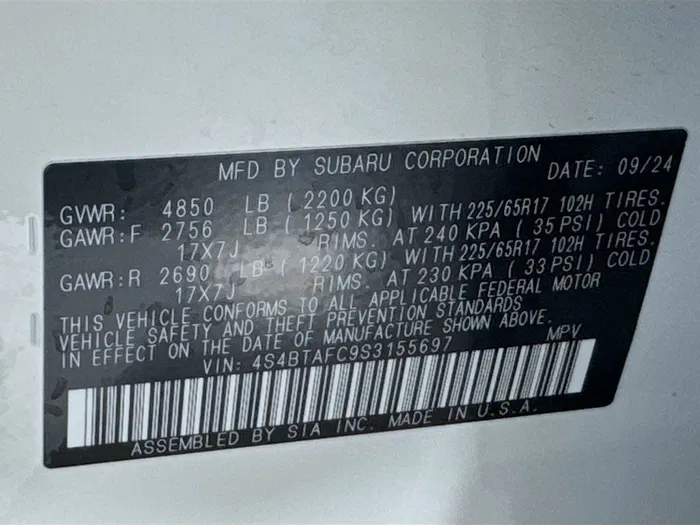 MFD BY SUBARU CORPORATION DATE: 09/24
GVWR: 4850 LB (2200 KG)
GAWR:F 2756 LB (1250 KG) WITH 225/65R17 102H TIRES.
17X7J RIMS. AT 240 KPA (35 PSI) COLD
GAWR:R 2690 LB (1220 KG) WITH 225/65R17 102H TIRES.
17X7J RIMS. AT 230 KPA (33 PSI) COLD
THIS VEHICLE CONFORMS TO ALL APPLICABLE FEDERAL MOTOR
VEHICLE SAFETY AND THEFT PREVENTION STANDARDS
IN EFFECT ON THE DATE OF MANUFACTURE SHOWN ABOVE.
VIN: 4S4BTAFC9S3155697 MPV
ASSEMBLED BY SIA INC. MADE IN U.S.A.